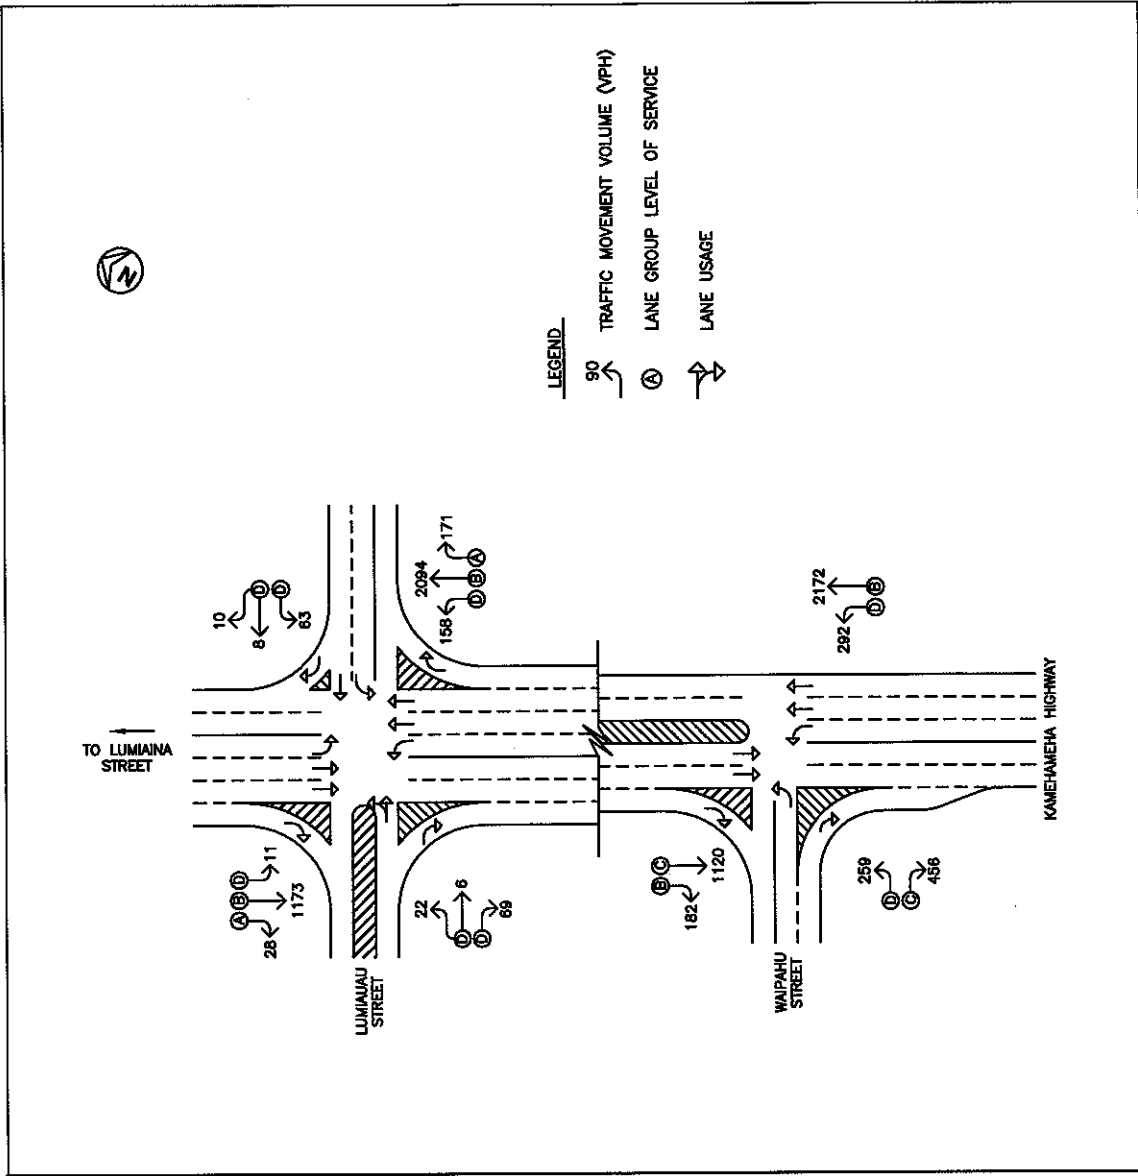 N
LEGEND
90 TRAFFIC MOVEMENT VOLUME (VPH)
A LANE GROUP LEVEL OF SERVICE
LANE USAGE
TO LUMIAINA
STREET
10
8
63
D
D
171
2094
158
D B A
A B D
11
1173
28
LUMIAUAU
STREET
22
6
69
D
D
2172
292
D B
B C
182
1120
259
456
D
C
WAIPAHU
STREET
KAMEHAMEHA HIGHWAY